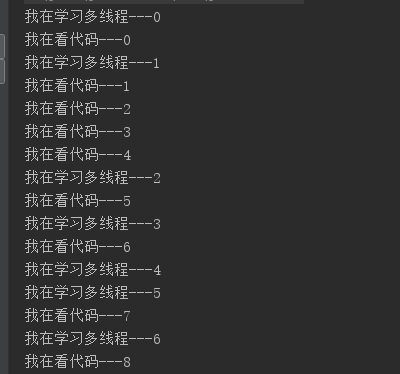 我在学习多线程---0
我在看代码---0
我在学习多线程---1
我在看代码---1
我在看代码---2
我在看代码---3
我在看代码---4
我在学习多线程---2
我在看代码---5
我在学习多线程---3
我在看代码---6
我在学习多线程---4
我在学习多线程---5
我在看代码---7
我在学习多线程---6
我在看代码---8